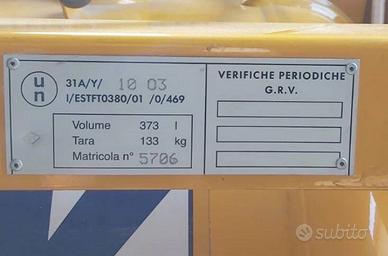 un
31A/Y/ 10 03
I/ESTFT0380/01 /0/469
Volume 373 l
Tara 133 kg
Matricola n° 5706
VERIFICHE PERIODICHE
G.R.V.
subito